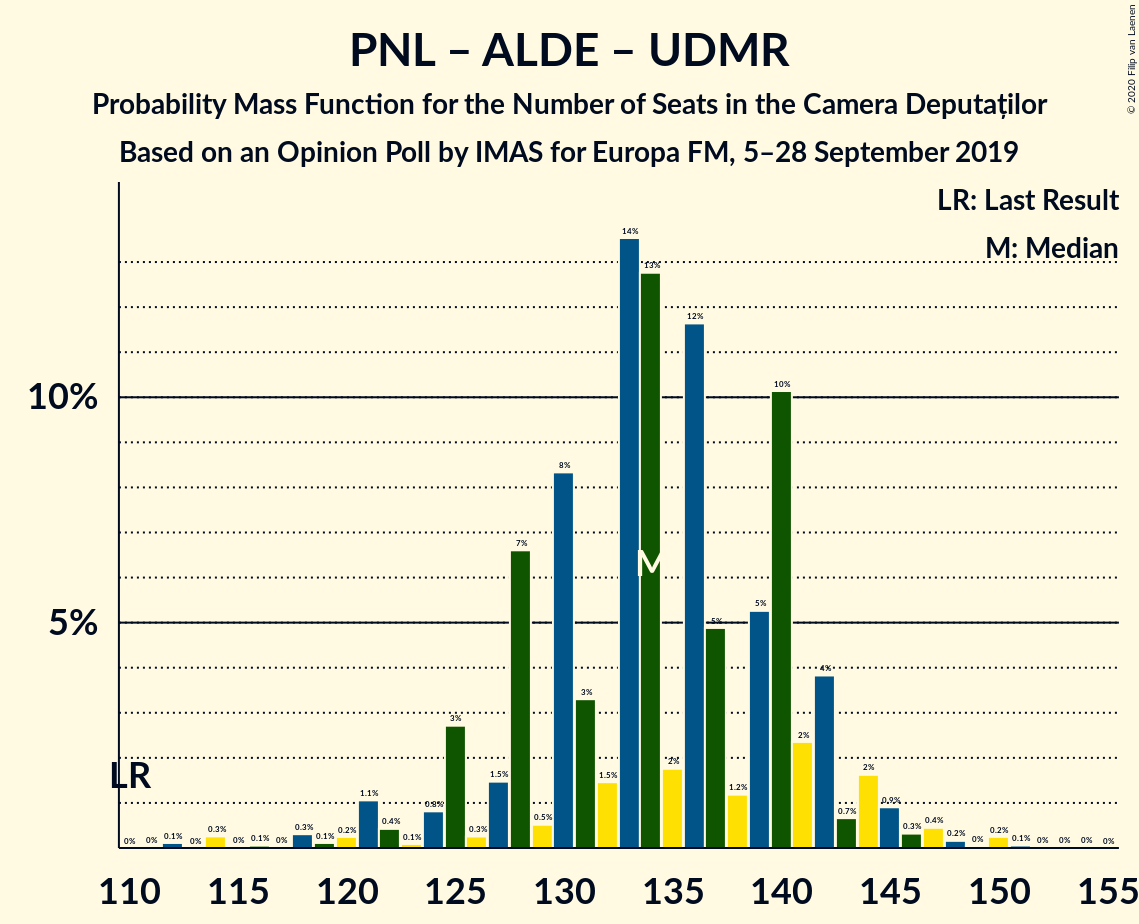 © 2020 Filip van Laenen
PNL – ALDE – UDMR
Probability Mass Function for the Number of Seats in the Camera Deputaților
Based on an Opinion Poll by IMAS for Europa FM, 5–28 September 2019
LR: Last Result
M: Median
10%
5%
LR
M
0% 0% 0.1% 0% 0.3% 0% 0.1% 0% 0.3% 0.1% 0.2% 1.1% 0.4% 0.1% 0.8% 3% 0.3% 1.5% 7% 0.5% 8% 3% 1.5% 14% 13% 2% 12% 5% 1.2% 5% 10% 2% 4% 0.7% 2% 0.9% 0.3% 0.4% 0.2% 0% 0.2% 0.1% 0% 0% 0% 0%
110 115 120 125 130 135 140 145 150 155